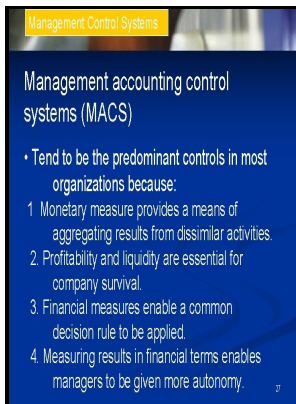 Management Control Systems
Management accounting control
systems (MACS)
• Tend to be the predominant controls in most
organizations because:
1 Monetary measure provides a means of
aggregating results from dissimilar activities.
2. Profitability and liquidity are essential for
company survival.
3. Financial measures enable a common
decision rule to be applied.
4. Measuring results in financial terms enables
managers to be given more autonomy.
27